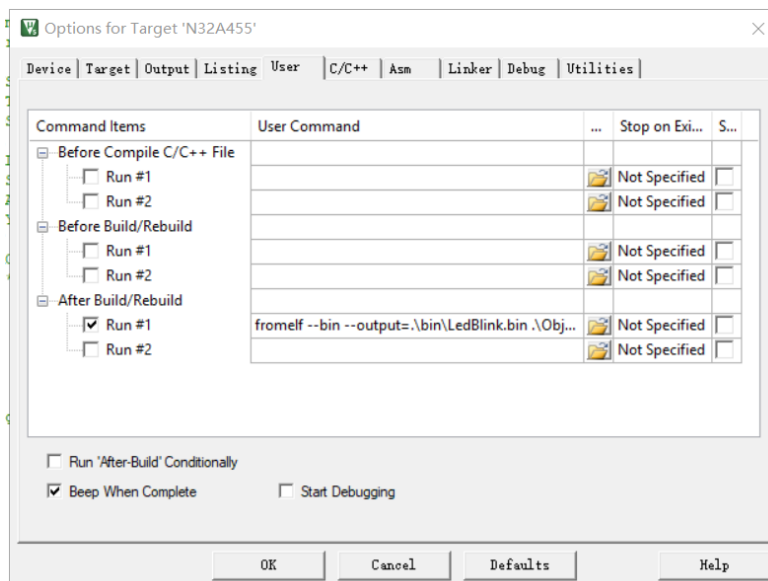 Options for Target 'N32A455'
Device Target Output Listing User C/C++ Asm Linker Debug Utilities
Command Items User Command ... Stop on Exi... S...
Before Compile C/C++ File
Run #1 Not Specified
Run #2 Not Specified
Before Build/Rebuild
Run #1 Not Specified
Run #2 Not Specified
After Build/Rebuild
Run #1 fromelf --bin --output=.\bin\LedBlink.bin .\Obj... Not Specified
Run #2 Not Specified
Run 'After-Build' Conditionally
Beep When Complete Start Debugging
OK Cancel Defaults Help